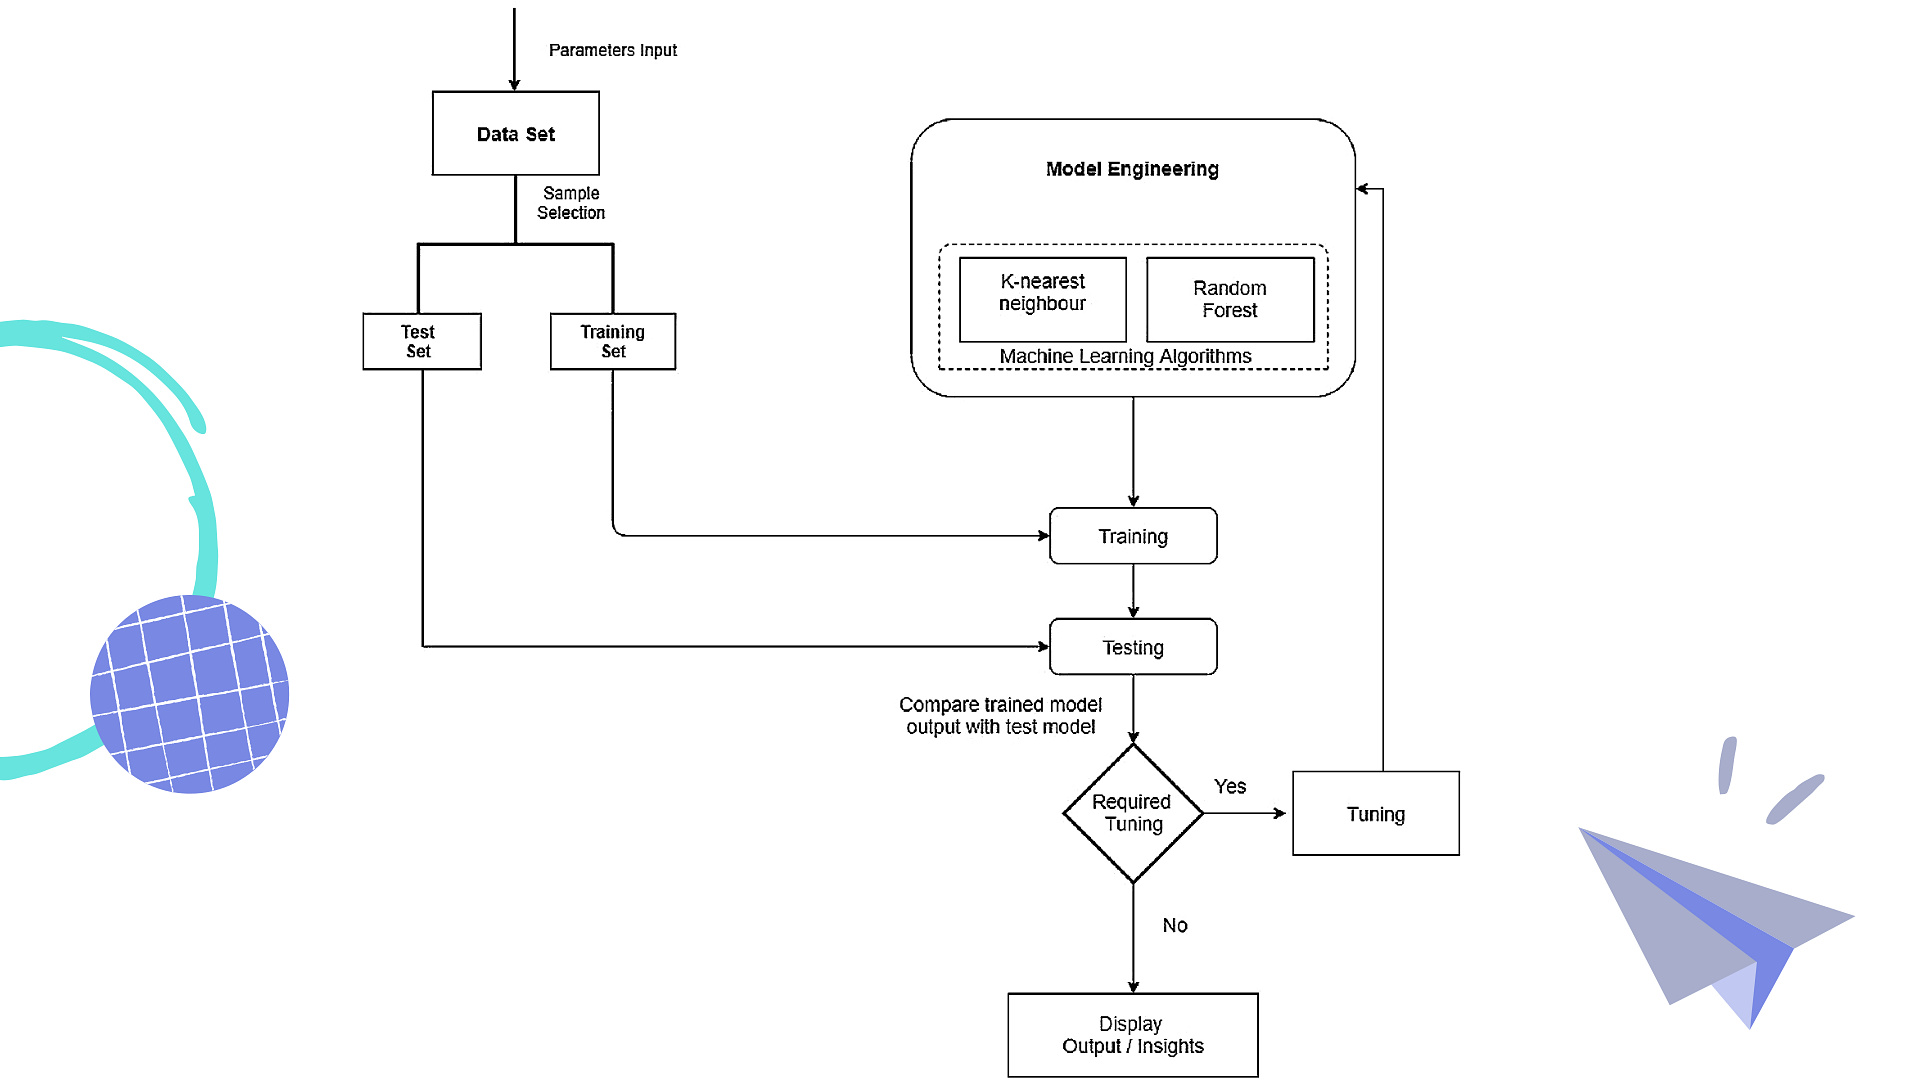 Parameters Input
Data Set
Sample
Selection
Test
Set
Training
Set
Model Engineering
K-nearest
neighbour
Random
Forest
Machine Learning Algorithms
Training
Testing
Compare trained model
output with test model
Required
Tuning
Yes
Tuning
No
Display
Output / Insights